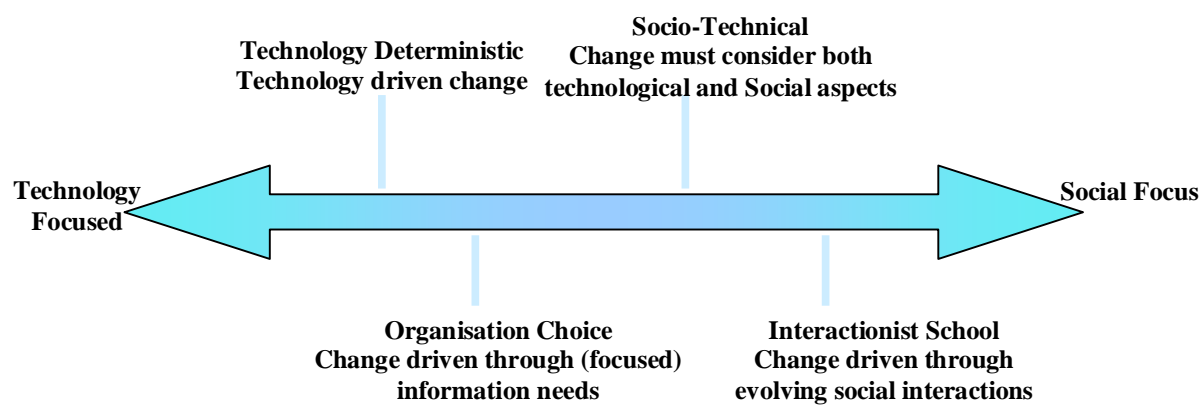 Socio-Technical
Change must consider both
technological and Social aspects
Technology Deterministic
Technology driven change
Technology
Focused
Social Focus
Organisation Choice
Change driven through (focused)
information needs
Interactionist School
Change driven through
evolving social interactions